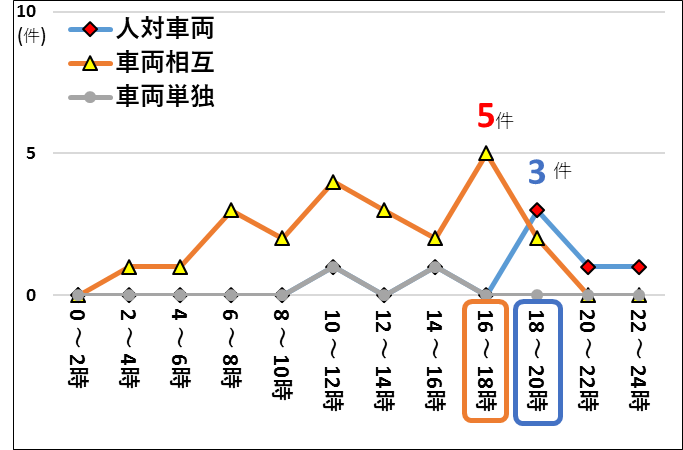 10
(件)
人対車両
車両相互
車両単独
5件
3 件
5
0
0～2時
2～4時
4～6時
6～8時
8～10時
10～12時
12～14時
14～16時
16～18時
18～20時
20～22時
22～24時